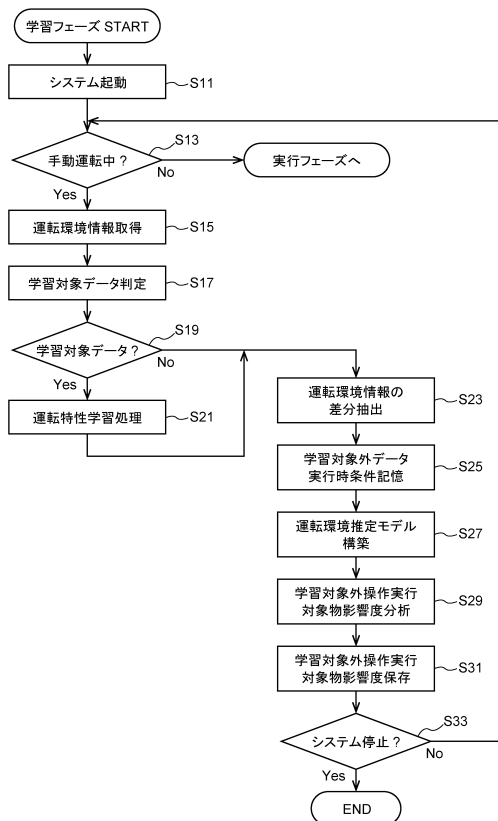 学習フェーズ START
システム起動
S11
手動運転中？
S13
Yes
No
実行フェーズへ
運転環境情報取得
S15
学習対象データ判定
S17
学習対象データ？
S19
Yes
No
運転特性学習処理
S21
運転環境情報の
差分抽出
S23
学習対象外データ
実行時条件記憶
S25
運転環境推定モデル
構築
S27
学習対象外操作実行
対象物影響度分析
S29
学習対象外操作実行
対象物影響度保存
S31
システム停止？
S33
Yes
No
END